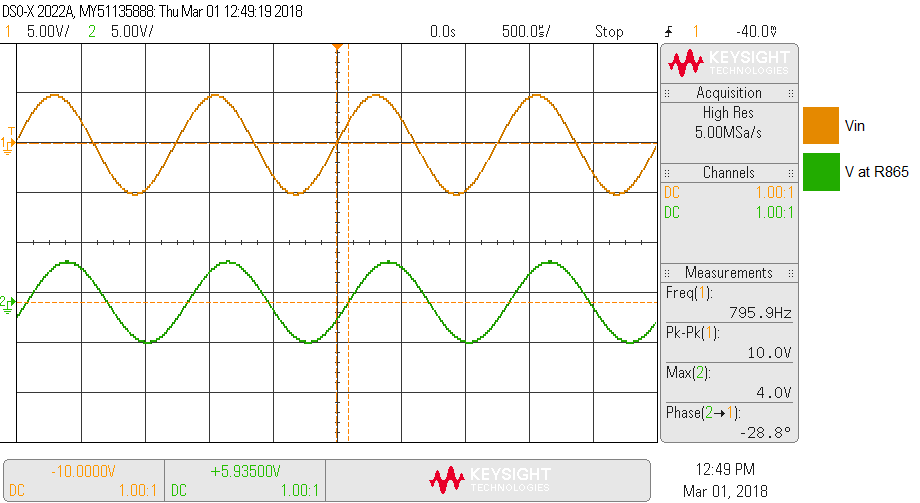 DSO-X 2022A, MY51135888: Thu Mar 01 12:49:19 2018
1 5.00V/ 2 5.00V/ 0.0s 500.0us/ Stop 1 -40.0mV
KEYSIGHT
TECHNOLOGIES
Acquisition
High Res
5.00MSa/s
Channels
DC 1.00:1
DC 1.00:1
Measurements
Freq(1):
795.9Hz
Pk-Pk(1):
10.0V
Max(2):
4.0V
Phase(2→1):
-28.8°
Vin
V at R865
T
1
2
-10.0000V
DC 1.00:1
+5.93500V
DC 1.00:1
KEYSIGHT
TECHNOLOGIES
12:49 PM
Mar 01, 2018